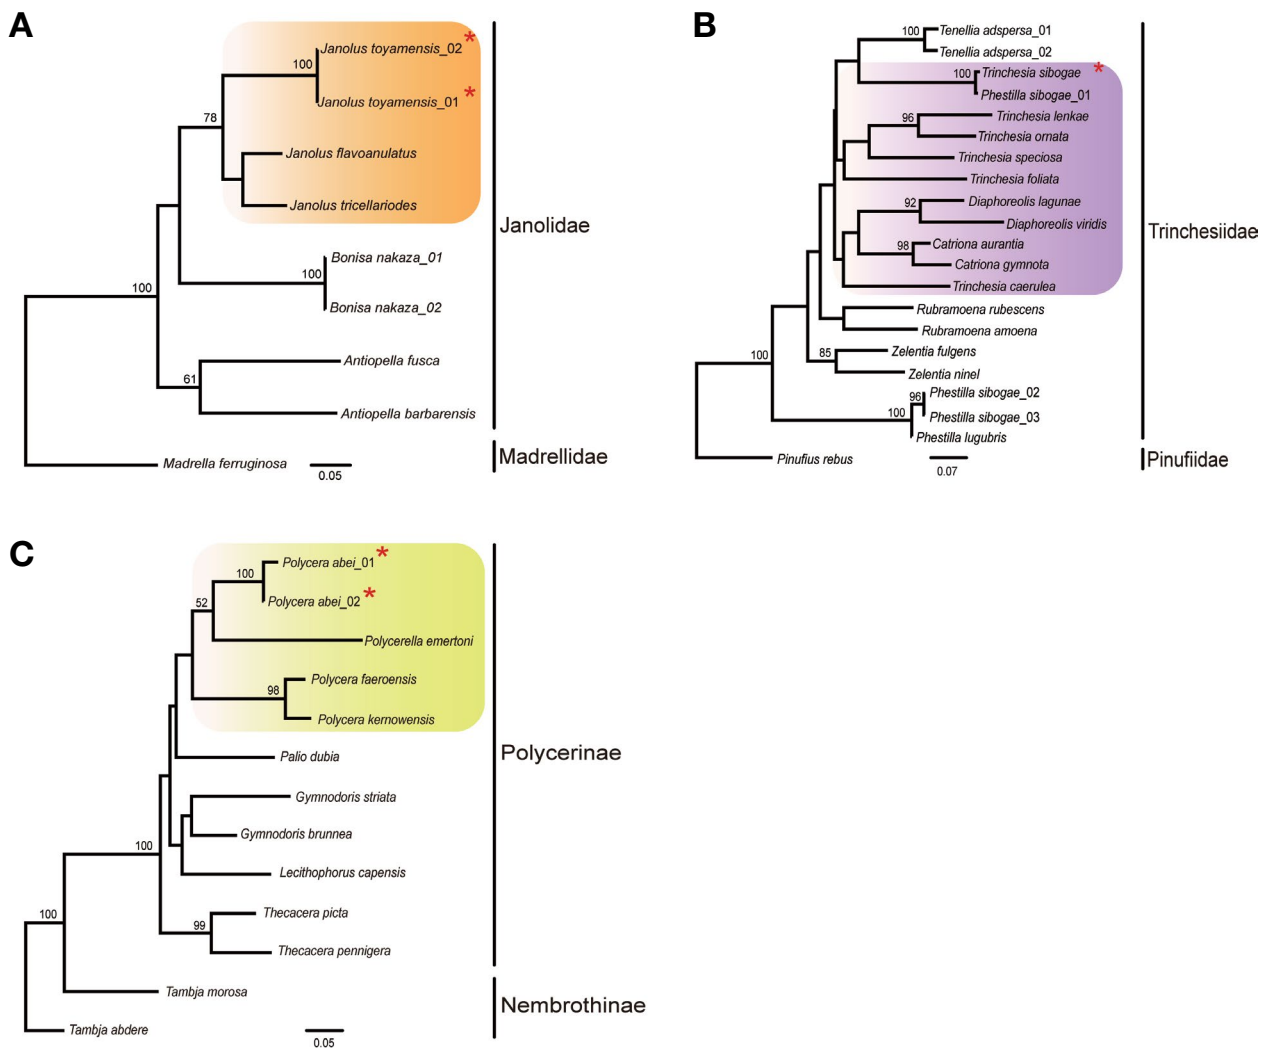 A
Janolus toyamensis_02 *
100
Janolus toyamensis_01 *
78
Janolus flavoanulatus
Janolus tricellariodes
Janolidae
Bonisa nakaza_01
100
Bonisa nakaza_02
100
Antiopella fusca
61
Antiopella barbarensis
Madrella ferruginosa
Madrellidae
0.05
B
100
Tenellia adspersa_01
Tenellia adspersa_02
100
Trinchesia sibogae *
Phestilla sibogae_01
96
Trinchesia lenkae
Trinchesia ornata
Trinchesia speciosa
Trinchesia foliata
92
Diaphoreolis lagunae
Diaphoreolis viridis
Trinchesiidae
98
Catriona aurantia
Catriona gymnota
Trinchesia caerulea
Rubramoena rubescens
Rubramoena amoena
85
Zelentia fulgens
Zelentia ninel
100
96
Phestilla sibogae_02
100
Phestilla sibogae_03
Phestilla lugubris
Pinufius rebus
Pinufiidae
0.07
C
Polycera abei_01 *
100
Polycera abei_02 *
52
Polycerella emertoni
Polycera faeroensis
98
Polycera kernowensis
Polycerinae
Palio dubia
Gymnodoris striata
Gymnodoris brunnea
100
Lecithophorus capensis
Thecacera picta
99
Thecacera pennigera
100
Tambja morosa
Nembrothinae
Tambja abdere
0.05